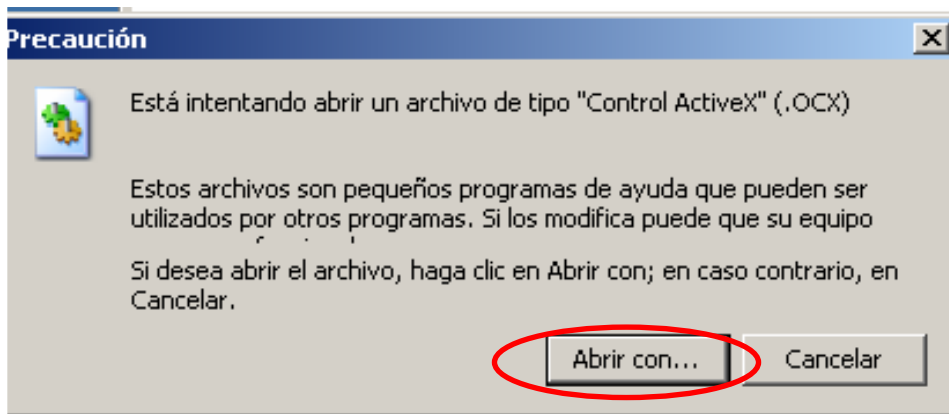 Precaución
Está intentando abrir un archivo de tipo "Control ActiveX" (.OCX)
Estos archivos son pequeños programas de ayuda que pueden ser
utilizados por otros programas. Si los modifica puede que su equipo
Si desea abrir el archivo, haga clic en Abrir con; en caso contrario, en
Cancelar.
Abrir con... Cancelar